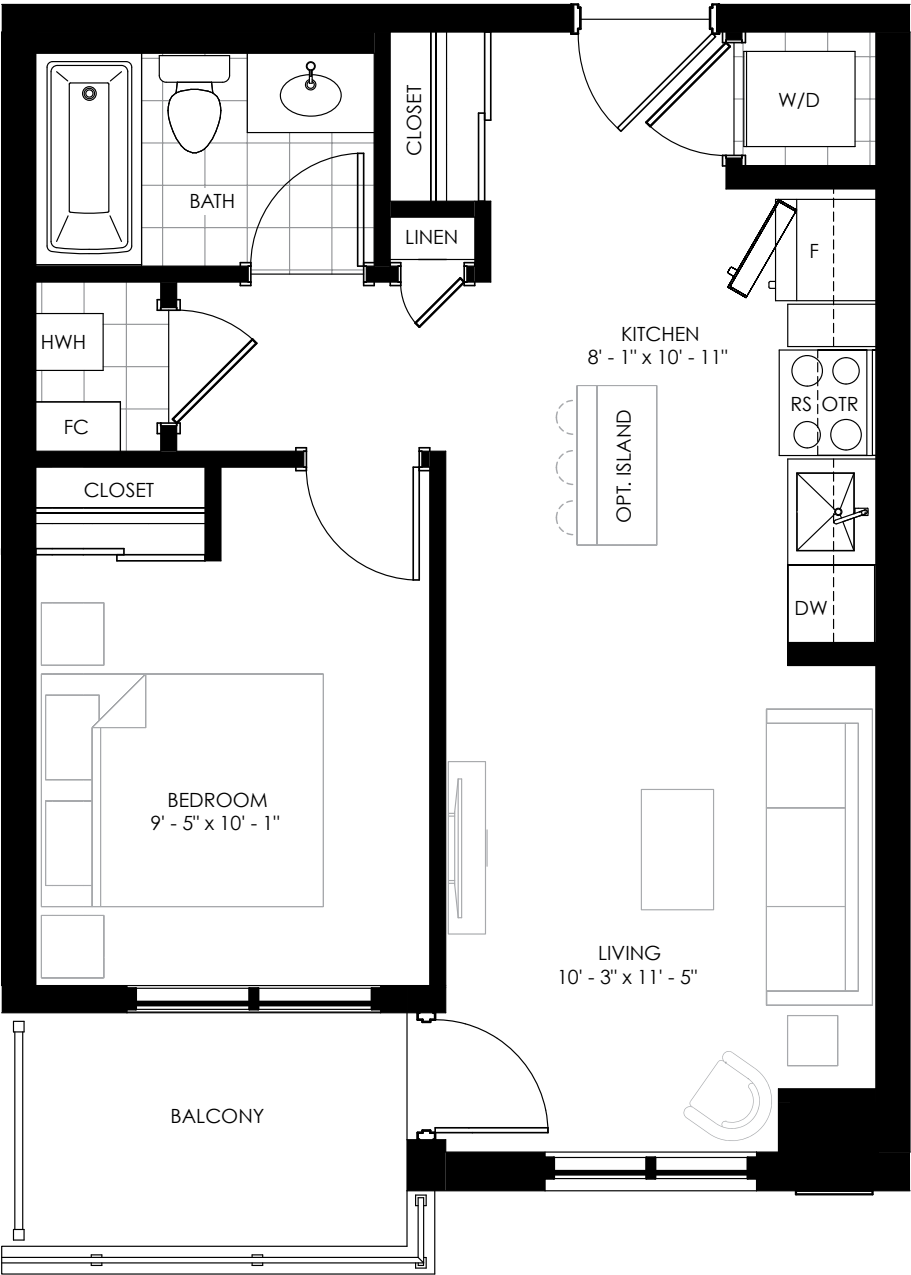 CLOSET
W/D
BATH
LINEN
F
KITCHEN
8' - 1" x 10' - 11"
HWH
RS OTR
FC
OPT. ISLAND
CLOSET
DW
BEDROOM
9' - 5" x 10' - 1"
LIVING
10' - 3" x 11' - 5"
BALCONY